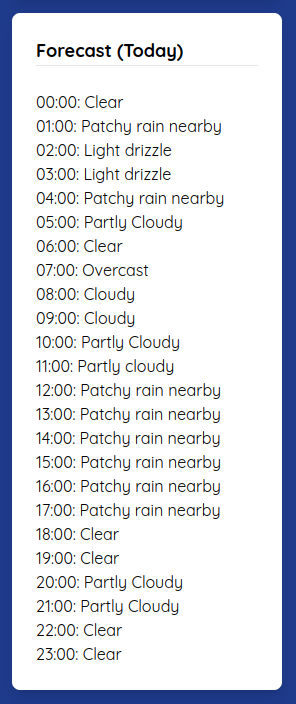 Forecast (Today)
00:00: Clear
01:00: Patchy rain nearby
02:00: Light drizzle
03:00: Light drizzle
04:00: Patchy rain nearby
05:00: Partly Cloudy
06:00: Clear
07:00: Overcast
08:00: Cloudy
09:00: Cloudy
10:00: Partly Cloudy
11:00: Partly cloudy
12:00: Patchy rain nearby
13:00: Patchy rain nearby
14:00: Patchy rain nearby
15:00: Patchy rain nearby
16:00: Patchy rain nearby
17:00: Patchy rain nearby
18:00: Clear
19:00: Clear
20:00: Partly Cloudy
21:00: Partly Cloudy
22:00: Clear
23:00: Clear